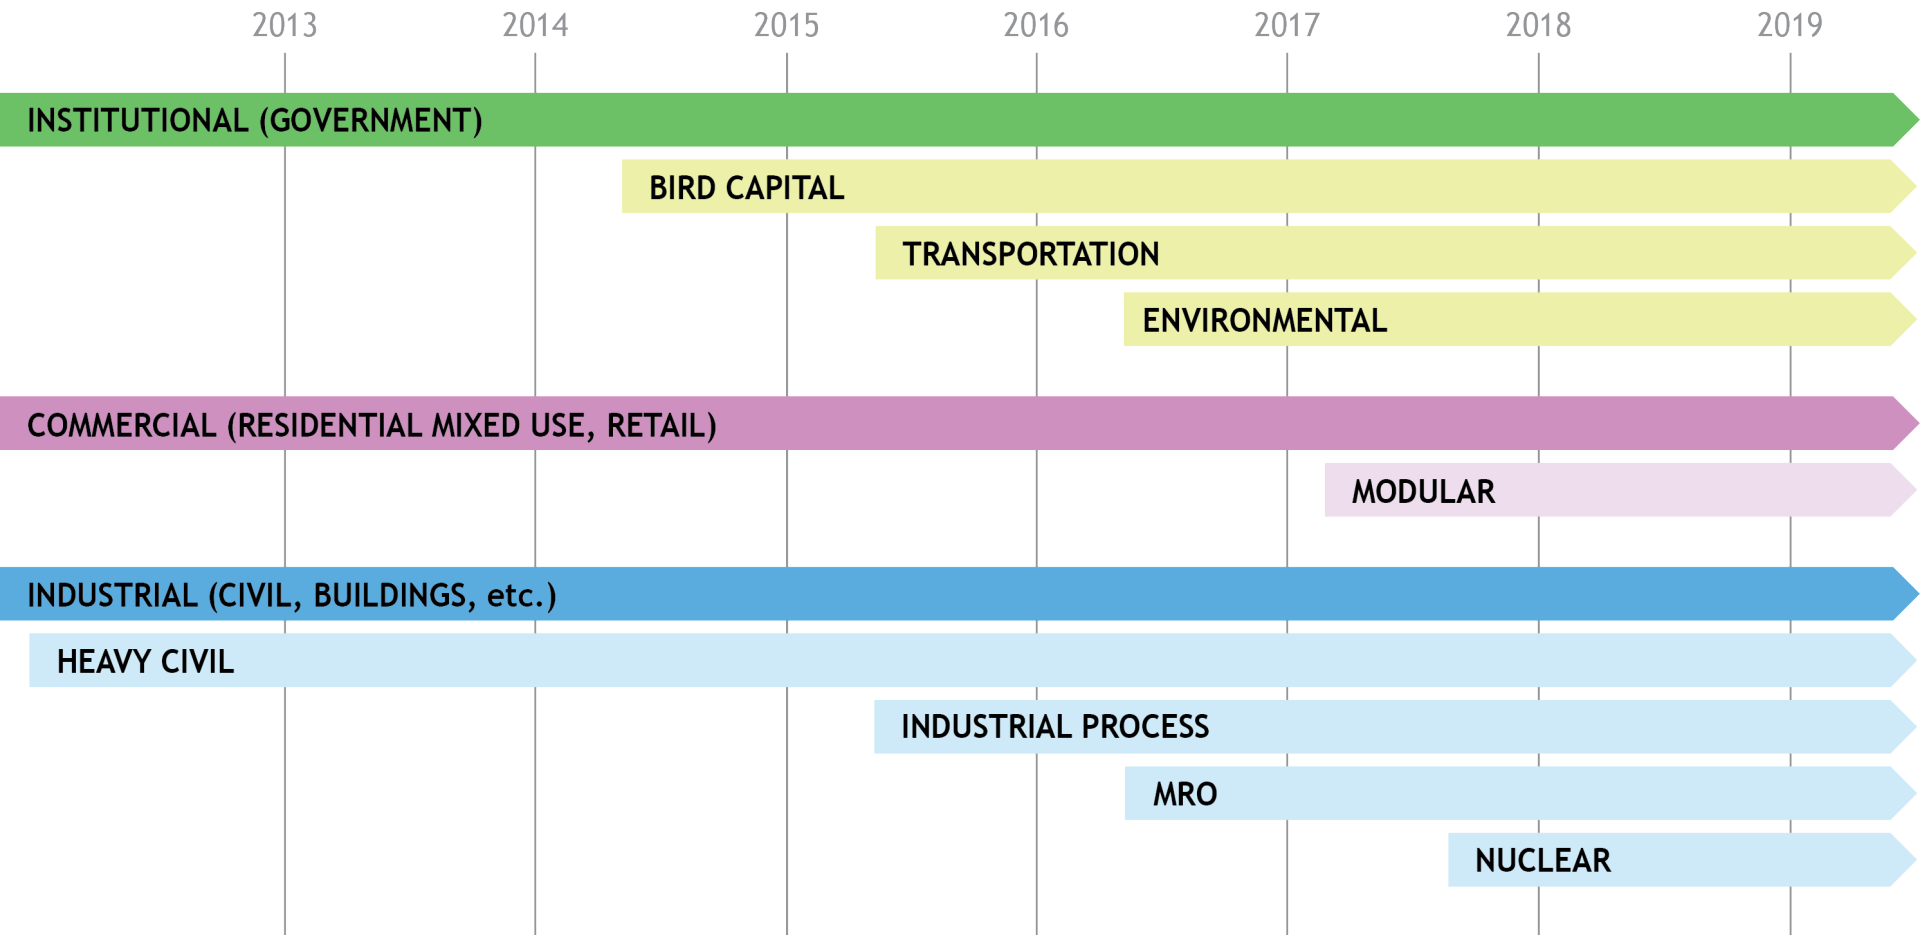 2013 2014 2015 2016 2017 2018 2019
INSTITUTIONAL (GOVERNMENT)
BIRD CAPITAL
TRANSPORTATION
ENVIRONMENTAL
COMMERCIAL (RESIDENTIAL MIXED USE, RETAIL)
MODULAR
INDUSTRIAL (CIVIL, BUILDINGS, etc.)
HEAVY CIVIL
INDUSTRIAL PROCESS
MRO
NUCLEAR